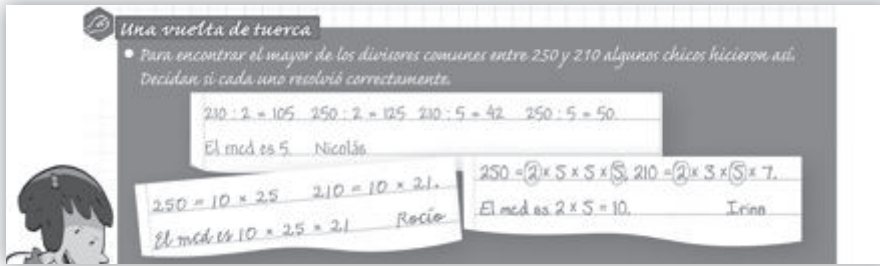 Una vuelta de tuerca
● Para encontrar el mayor de los divisores comunes entre 250 y 210 algunos chicos hicieron así.
Decidan si cada uno resolvió correctamente.
210 : 2 = 105 250 : 2 = 125 210 : 5 = 42 250 : 5 = 50.
El mcd es 5. Nicolás
250 = 10 × 25 210 = 10 × 21.
El mcd es 10 × 25 × 21 Rocío
250 = 2 × 5 × 5 × 5; 210 = 2 × 3 × 5 × 7.
El mcd es 2 × 5 = 10. Irina